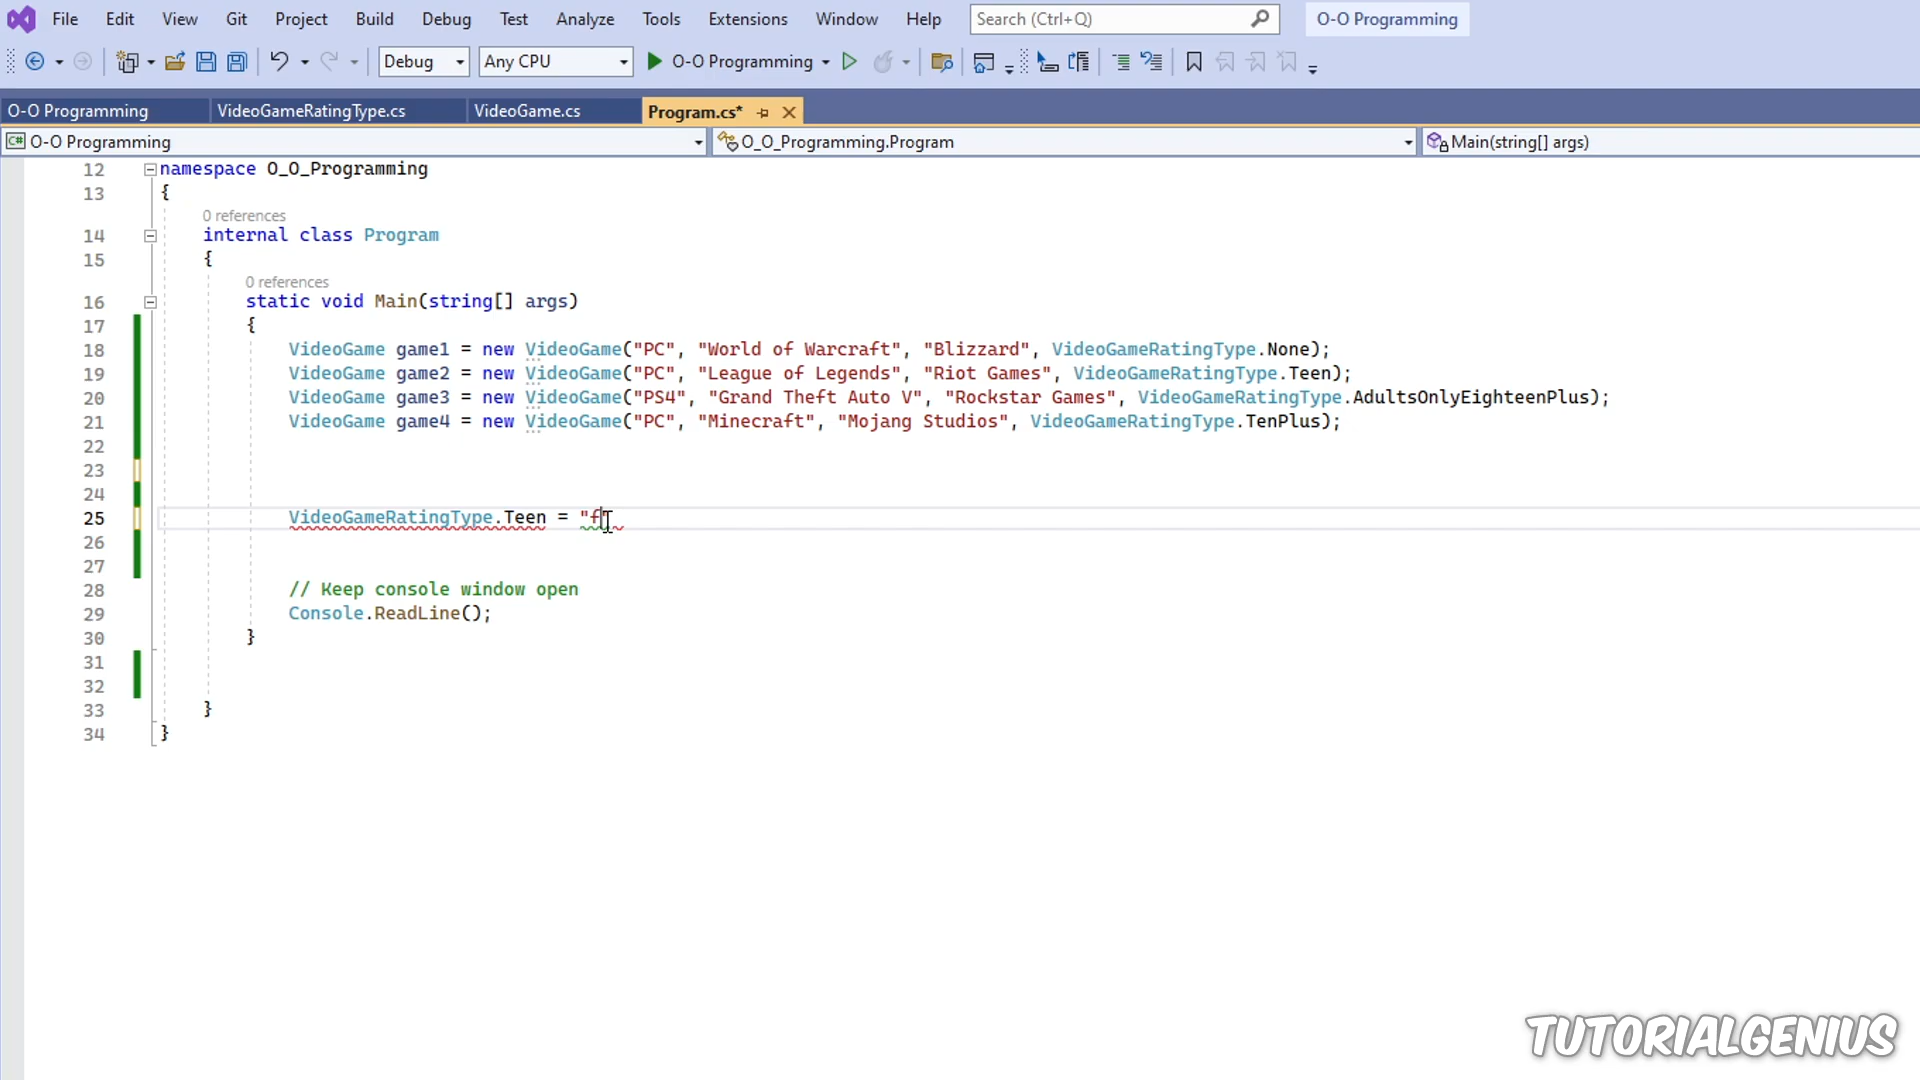 File Edit View Git Project Build Debug Test Analyze Tools Extensions Window Help Search (Ctrl+Q) O-O Programming
Debug Any CPU O-O Programming
O-O Programming VideoGameRatingType.cs VideoGame.cs Program.cs*
C# O-O Programming O_O_Programming.Program Main(string[] args)
12 namespace O_O_Programming
13 {
0 references
14 internal class Program
15 {
0 references
16 static void Main(string[] args)
17 {
18 VideoGame game1 = new VideoGame("PC", "World of Warcraft", "Blizzard", VideoGameRatingType.None);
19 VideoGame game2 = new VideoGame("PC", "League of Legends", "Riot Games", VideoGameRatingType.Teen);
20 VideoGame game3 = new VideoGame("PS4", "Grand Theft Auto V", "Rockstar Games", VideoGameRatingType.AdultsOnlyEighteenPlus);
21 VideoGame game4 = new VideoGame("PC", "Minecraft", "Mojang Studios", VideoGameRatingType.TenPlus);
22
23
24
25 VideoGameRatingType.Teen = "f"
26
27
28 // Keep console window open
29 Console.ReadLine();
30 }
31
32
33 }
34 }
TUTORIALGENIUS